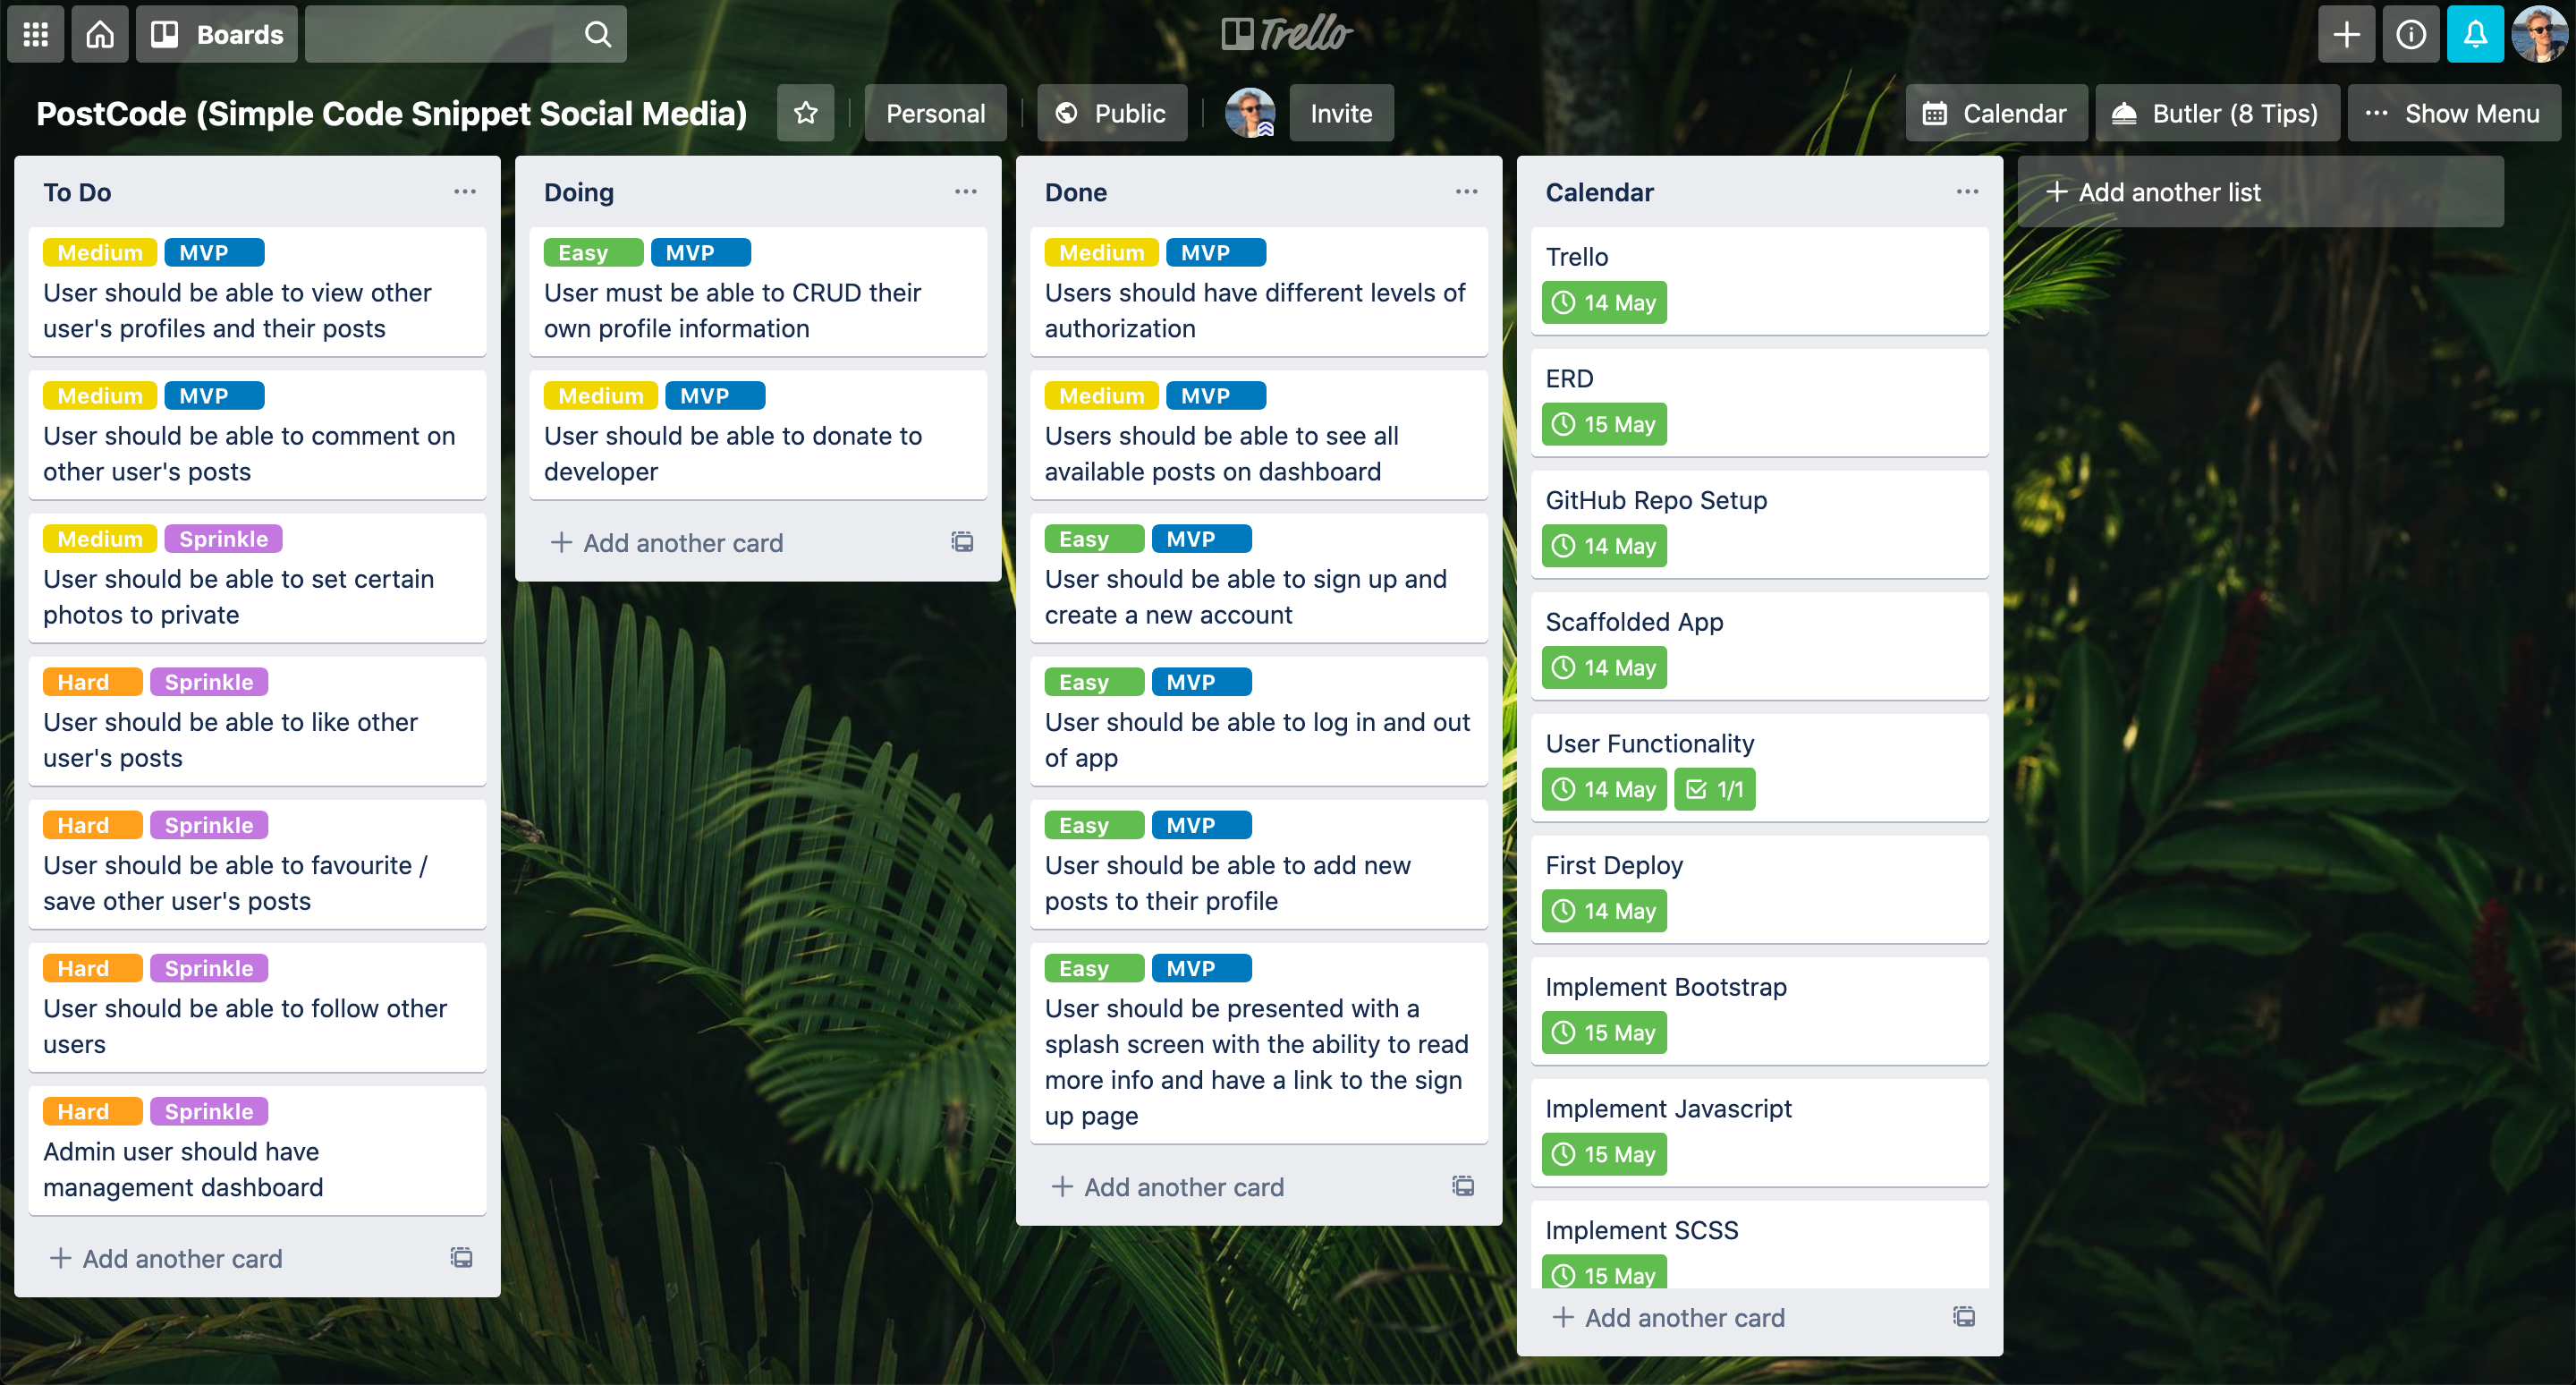 Boards
Trello
PostCode (Simple Code Snippet Social Media)
Personal
Public
Invite
Calendar
Butler (8 Tips)
Show Menu
To Do
Medium MVP
User should be able to view other
user's profiles and their posts
Medium MVP
User should be able to comment on
other user's posts
Medium Sprinkle
User should be able to set certain
photos to private
Hard Sprinkle
User should be able to like other
user's posts
Hard Sprinkle
User should be able to favourite /
save other user's posts
Hard Sprinkle
User should be able to follow other
users
Hard Sprinkle
Admin user should have
management dashboard
+ Add another card
Doing
Easy MVP
User must be able to CRUD their
own profile information
Medium MVP
User should be able to donate to
developer
+ Add another card
Done
Medium MVP
Users should have different levels of
authorization
Medium MVP
Users should be able to see all
available posts on dashboard
Easy MVP
User should be able to sign up and
create a new account
Easy MVP
User should be able to log in and out
of app
Easy MVP
User should be able to add new
posts to their profile
Easy MVP
User should be presented with a
splash screen with the ability to read
more info and have a link to the sign
up page
+ Add another card
Calendar
Trello
14 May
ERD
15 May
GitHub Repo Setup
14 May
Scaffolded App
14 May
User Functionality
14 May 1/1
First Deploy
14 May
Implement Bootstrap
15 May
Implement Javascript
15 May
Implement SCSS
15 May
+ Add another card
+ Add another list